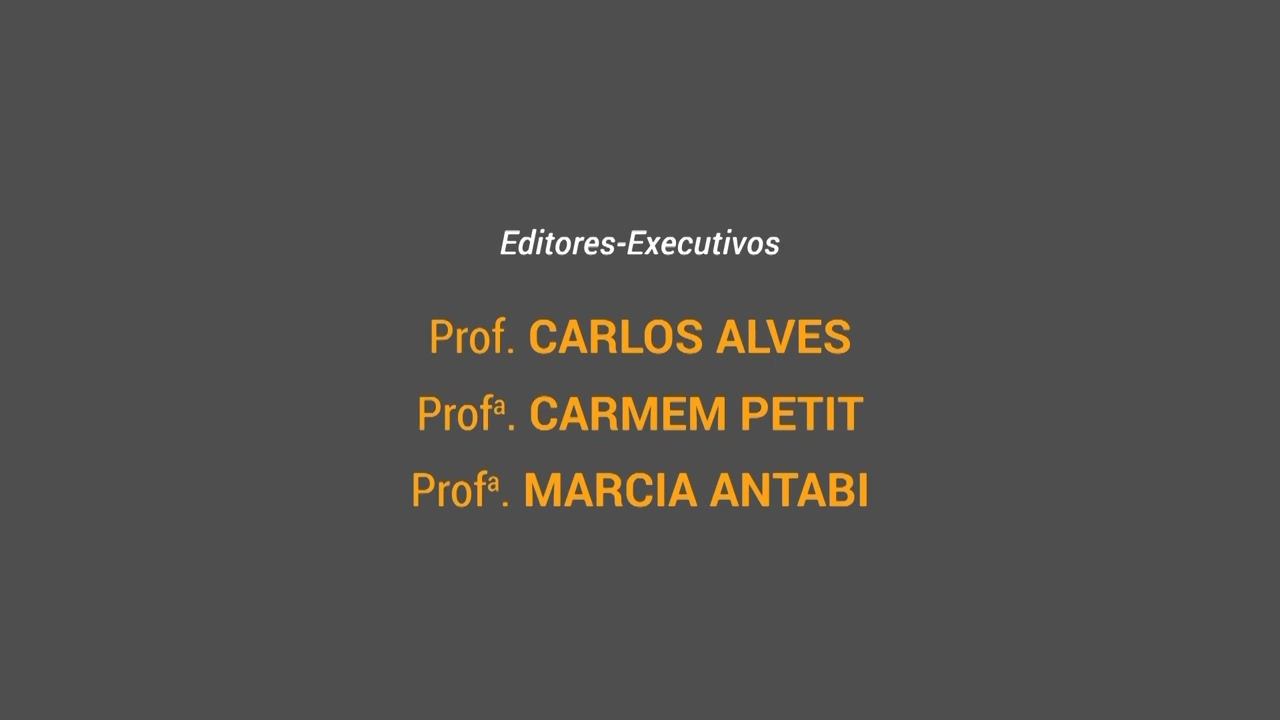 Editores-Executivos
Prof. CARLOS ALVES
Profª. CARMEM PETIT
Profª. MARCIA ANTABI